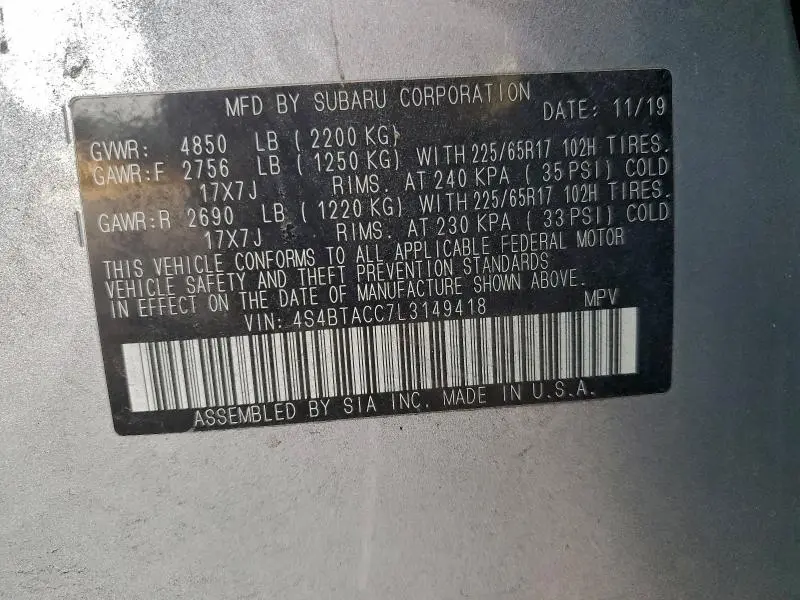 MFD BY SUBARU CORPORATION DATE: 11/19
GVWR: 4850 LB ( 2200 KG)
GAWR:F 2756 LB ( 1250 KG) WITH 225/65R17 102H TIRES.
17X7J RIMS. AT 240 KPA ( 35 PSI) COLD
GAWR:R 2690 LB ( 1220 KG) WITH 225/65R17 102H TIRES.
17X7J RIMS. AT 230 KPA ( 33 PSI) COLD
THIS VEHICLE CONFORMS TO ALL APPLICABLE FEDERAL MOTOR
VEHICLE SAFETY AND THEFT PREVENTION STANDARDS
IN EFFECT ON THE DATE OF MANUFACTURE SHOWN ABOVE.
VIN: 4S4BTACC7L3149418 MPV
ASSEMBLED BY SIA INC. MADE IN U.S.A.